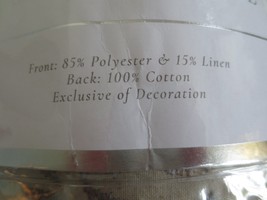 Front: 85% Polyester & 15% Linen
Back: 100% Cotton
Exclusive of Decoration